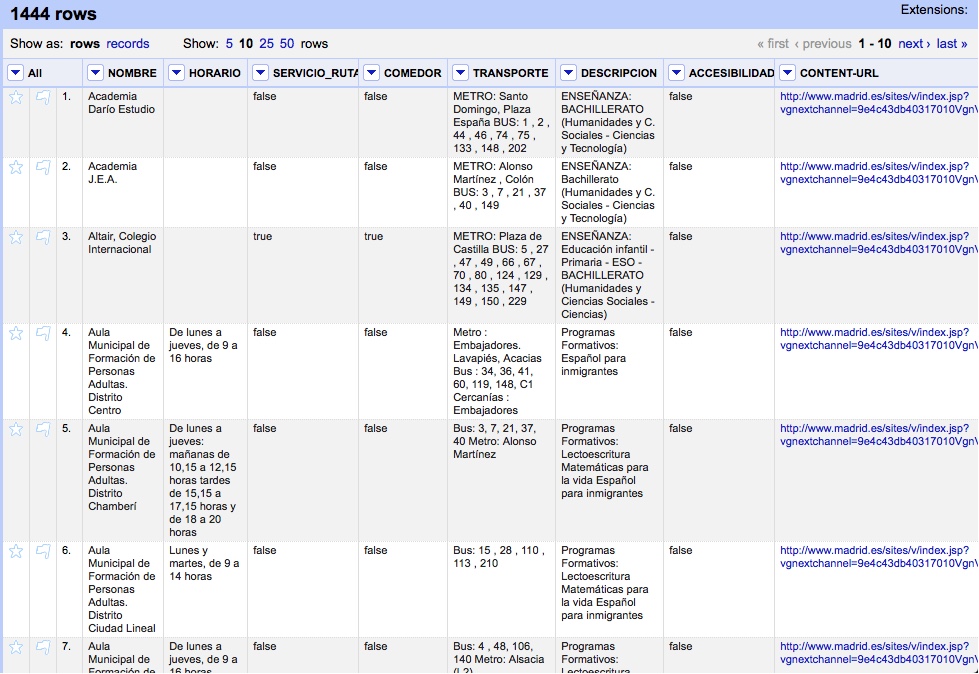 1444 rows
Extensions:
Show as: rows records Show: 5 10 25 50 rows « first ‹ previous 1 - 10 next › last »
All NOMBRE HORARIO SERVICIO_RUTA COMEDOR TRANSPORTE DESCRIPCION ACCESIBILIDAD CONTENT-URL
1.
Academia
Darío Estudio
false
false
METRO: Santo
Domingo, Plaza
España BUS: 1 , 2 ,
44 , 46 , 74 , 75 ,
133 , 148 , 202
ENSEÑANZA:
BACHILLERATO
(Humanidades y C.
Sociales - Ciencias
y Tecnología)
false
http://www.madrid.es/sites/v/index.jsp?
vgnextchannel=9e4c43db40317010Vgn
2.
Academia
J.E.A.
false
false
METRO: Alonso
Martínez , Colón
BUS: 3 , 7 , 21 , 37
, 40 , 149
ENSEÑANZA:
Bachillerato
(Humanidades y C.
Sociales - Ciencias
y Tecnología)
false
http://www.madrid.es/sites/v/index.jsp?
vgnextchannel=9e4c43db40317010Vgn
3.
Altair, Colegio
Internacional
true
true
METRO: Plaza de
Castilla BUS: 5 , 27
, 47 , 49 , 66 , 67 ,
70 , 80 , 124 , 129 ,
134 , 135 , 147 ,
149 , 150 , 229
ENSEÑANZA:
Educación infantil -
Primaria - ESO -
BACHILLERATO
(Humanidades y
Ciencias Sociales -
Ciencias)
false
http://www.madrid.es/sites/v/index.jsp?
vgnextchannel=9e4c43db40317010Vgn
4.
Aula
Municipal de
Formación de
Personas
Adultas.
Distrito
Centro
De lunes a
jueves, de 9 a
16 horas
false
false
Metro :
Embajadores.
Lavapiés, Acacias
Bus : 34, 36, 41,
60, 119, 148, C1
Cercanías :
Embajadores
Programas
Formativos:
Español para
inmigrantes
false
http://www.madrid.es/sites/v/index.jsp?
vgnextchannel=9e4c43db40317010Vgn
5.
Aula
Municipal de
Formación de
Personas
Adultas.
Distrito
Chamberí
De lunes a
jueves:
mañanas de
10,15 a 12,15
horas tardes
de 15,15 a
17,15 horas y
de 18 a 20
horas
false
false
Bus: 3, 7, 21, 37,
40 Metro: Alonso
Martínez
Programas
Formativos:
Lectoescritura
Matemáticas para
la vida Español
para inmigrantes
false
http://www.madrid.es/sites/v/index.jsp?
vgnextchannel=9e4c43db40317010Vgn
6.
Aula
Municipal de
Formación de
Personas
Adultas.
Distrito
Ciudad Lineal
Lunes y
martes, de 9 a
14 horas
false
false
Bus: 15 , 28 , 110 ,
113 , 210
Programas
Formativos:
Lectoescritura
Matemáticas para
la vida Español
para inmigrantes
false
http://www.madrid.es/sites/v/index.jsp?
vgnextchannel=9e4c43db40317010Vgn
7.
Aula
Municipal de
Formación de
De lunes a
jueves, de 9 a
16 horas
false
false
Bus: 4 , 48, 106,
140 Metro: Alsacia
(L2)
Programas
Formativos:
Lectoescritura
false
http://www.madrid.es/sites/v/index.jsp?
vgnextchannel=9e4c43db40317010Vgn